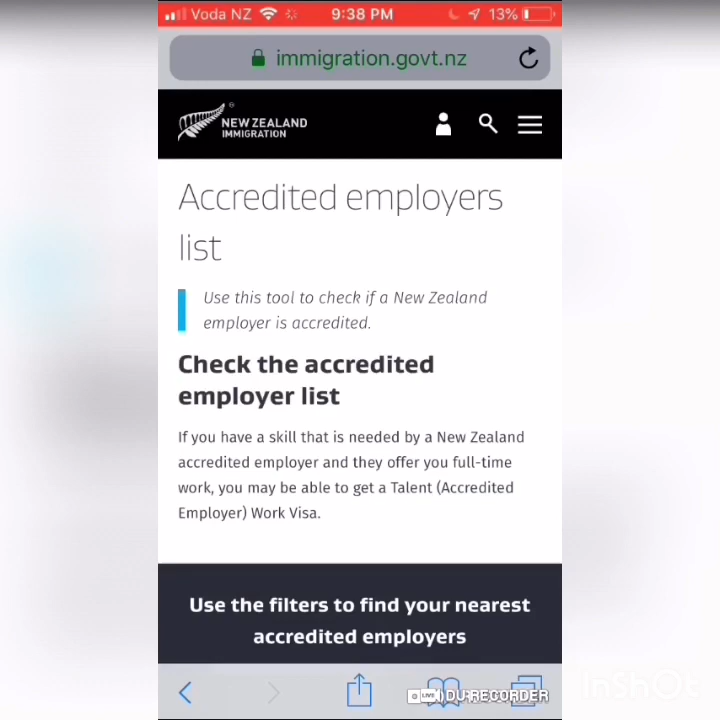 Voda NZ 9:38 PM 13%
immigration.govt.nz
NEW ZEALAND
IMMIGRATION
Accredited employers
list
Use this tool to check if a New Zealand
employer is accredited.
Check the accredited
employer list
If you have a skill that is needed by a New Zealand
accredited employer and they offer you full-time
work, you may be able to get a Talent (Accredited
Employer) Work Visa.
Use the filters to find your nearest
accredited employers
LIVE DU RECORDER
InShOt